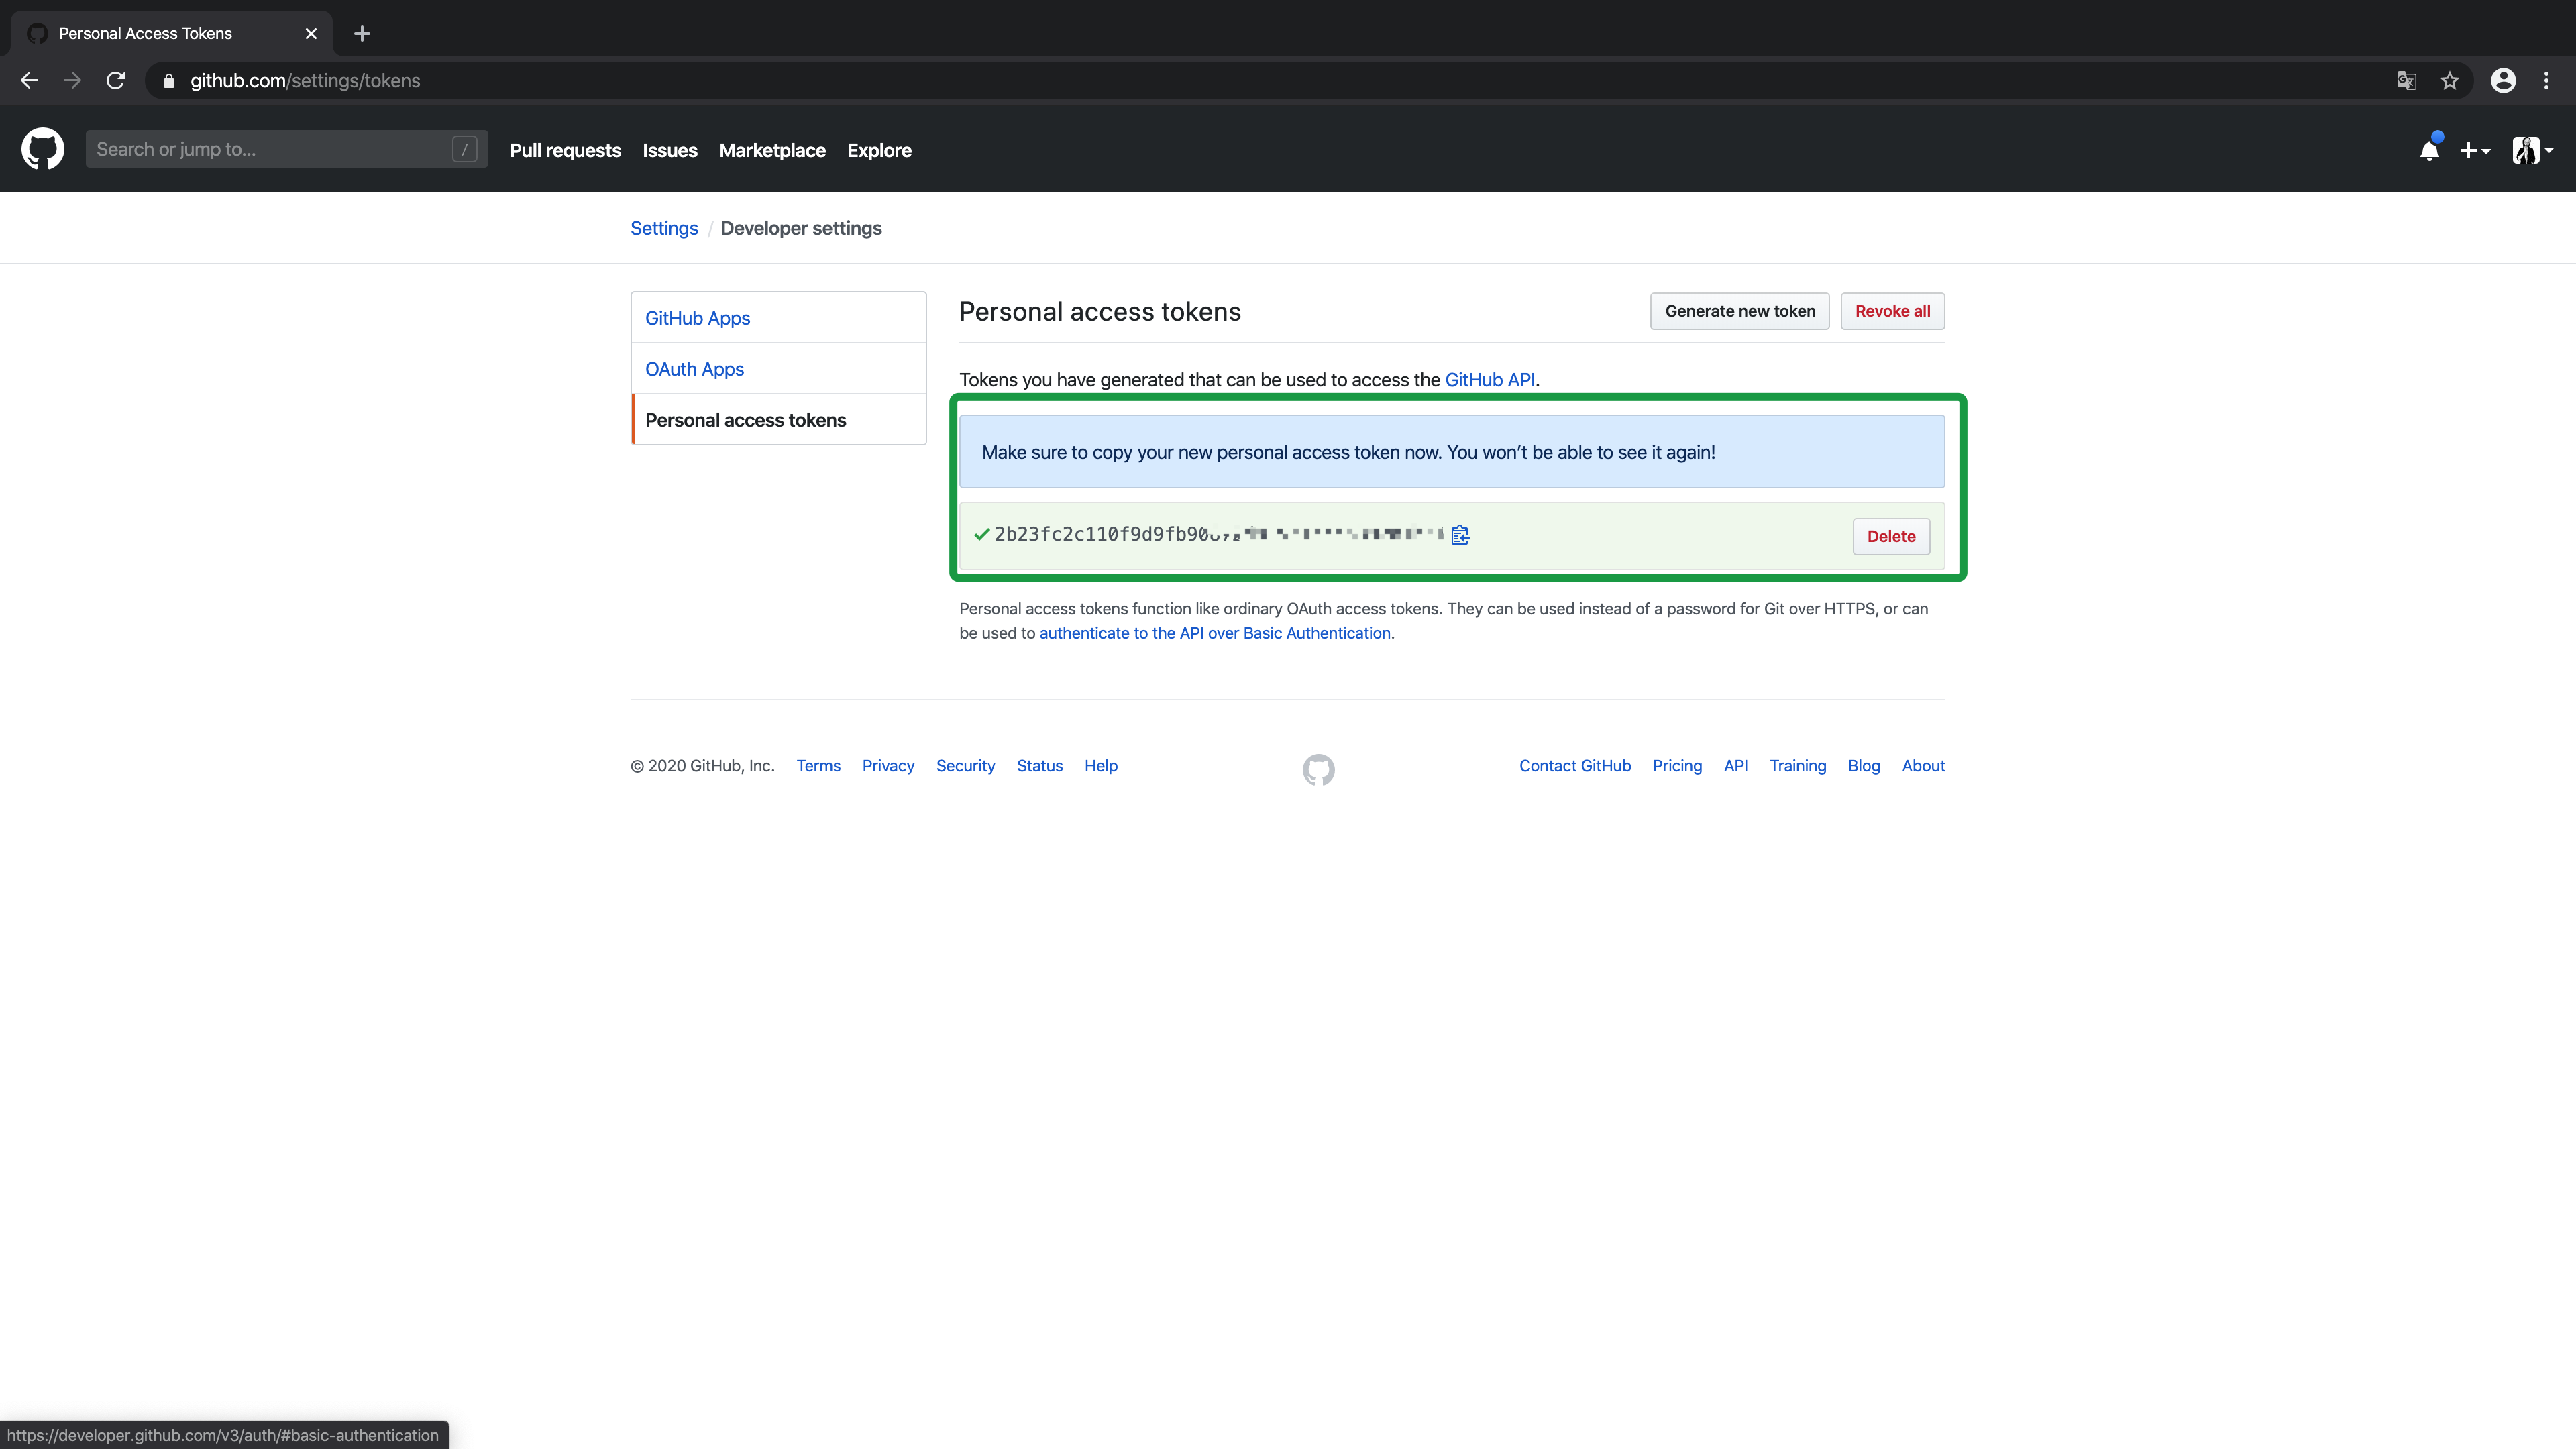 Personal Access Tokens
github.com/settings/tokens
Search or jump to... /
Pull requests Issues Marketplace Explore
Settings / Developer settings
GitHub Apps
OAuth Apps
Personal access tokens
Personal access tokens
Generate new token Revoke all
Tokens you have generated that can be used to access the GitHub API.
Make sure to copy your new personal access token now. You won’t be able to see it again!
2b23fc2c110f9d9fb90
Delete
Personal access tokens function like ordinary OAuth access tokens. They can be used instead of a password for Git over HTTPS, or can
be used to authenticate to the API over Basic Authentication.
© 2020 GitHub, Inc. Terms Privacy Security Status Help
Contact GitHub Pricing API Training Blog About
https://developer.github.com/v3/auth/#basic-authentication